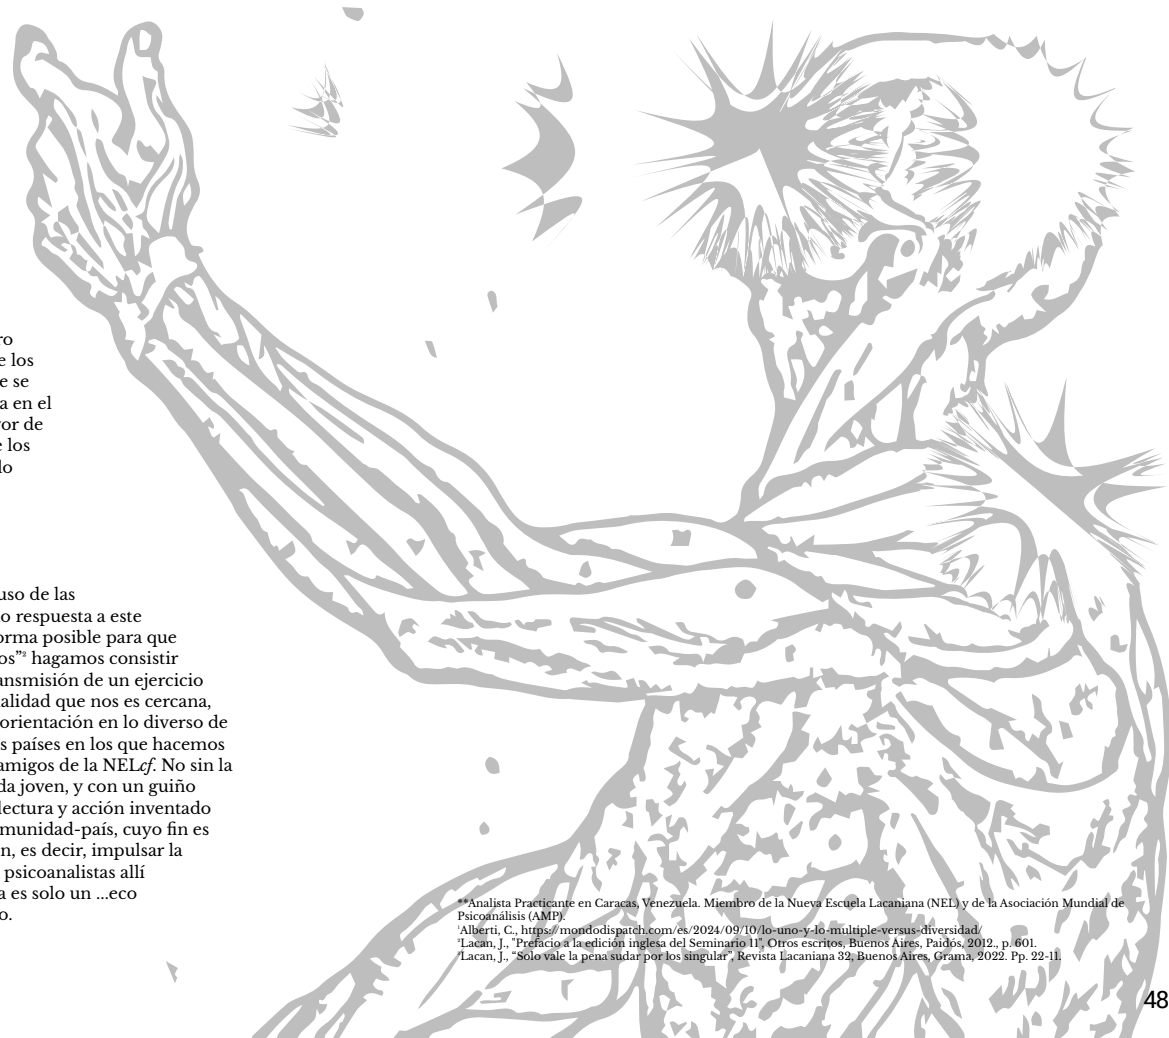 ro
e los
e se
a en el
or de
e los
lo
uso de las
o respuesta a este
orma posible para que
os”² hagamos consistir
ansmisión de un ejercicio
alidad que nos es cercana,
orientación en lo diverso de
s países en los que hacemos
amigos de la NELcf. No sin la
da joven, y con un guiño
lectura y acción inventado
munidad-país, cuyo fin es
n, es decir, impulsar la
psicoanalistas allí
a es solo un ...eco
o.
**Analista Practicante en Caracas, Venezuela. Miembro de la Nueva Escuela Lacaniana (NEL) y de la Asociación Mundial de
Psicoanálisis (AMP).
¹Alberti, C., https://mondodispatch.com/es/2024/09/10/lo-uno-y-lo-multiple-versus-diversidad/
²Lacan, J., "Prefacio a la edición inglesa del Seminario 11", Otros escritos, Buenos Aires, Paidós, 2012., p. 601.
³Lacan, J., “Solo vale la pena sudar por los singular”, Revista Lacaniana 32, Buenos Aires, Grama, 2022. Pp. 22-11.
48